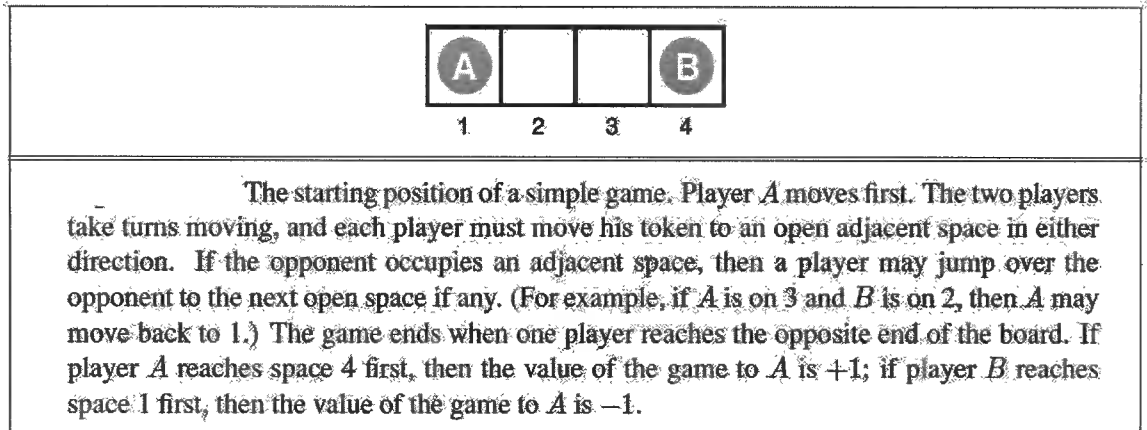 A B
1 2 3 4
The starting position of a simple game. Player A moves first. The two players
take turns moving, and each player must move his token to an open adjacent space in either
direction. If the opponent occupies an adjacent space, then a player may jump over the
opponent to the next open space if any. (For example, if A is on 3 and B is on 2, then A may
move back to 1.) The game ends when one player reaches the opposite end of the board. If
player A reaches space 4 first, then the value of the game to A is +1; if player B reaches
space 1 first, then the value of the game to A is −1.